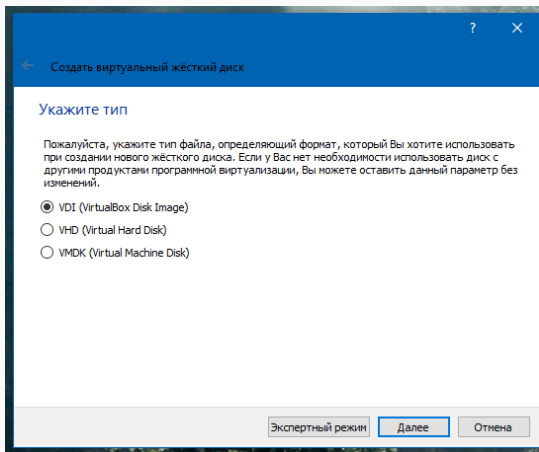 Создать виртуальный жёсткий диск
Укажите тип
Пожалуйста, укажите тип файла, определяющий формат, который Вы хотите использовать
при создании нового жёсткого диска. Если у Вас нет необходимости использовать диск с
другими продуктами программной виртуализации, Вы можете оставить данный параметр без
изменений.
VDI (VirtualBox Disk Image)
VHD (Virtual Hard Disk)
VMDK (Virtual Machine Disk)
Экспертный режим Далее Отмена